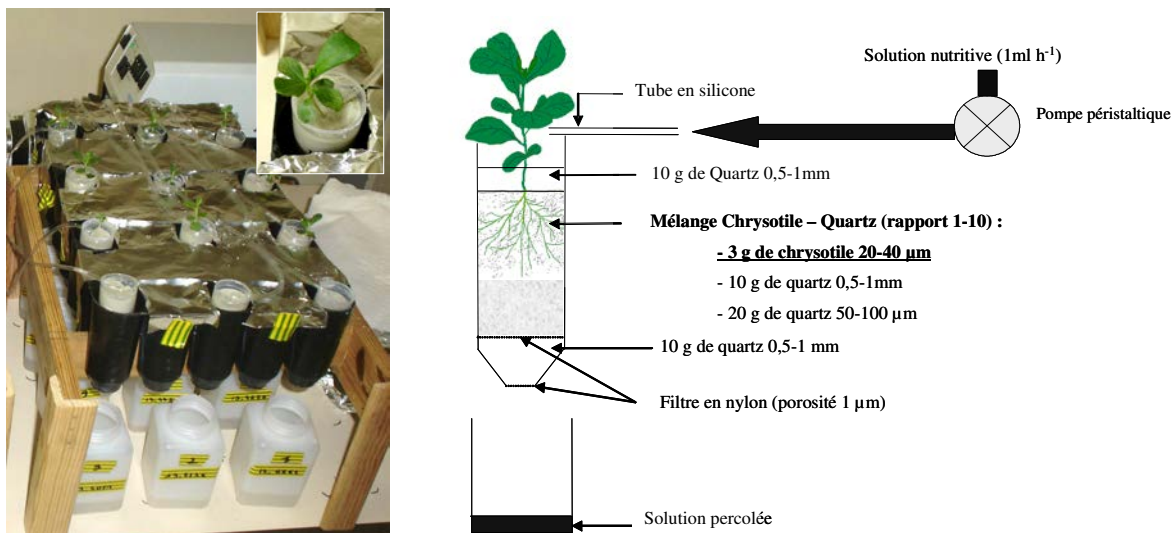 Solution nutritive (1ml h⁻¹)
Tube en silicone
Pompe péristaltique
10 g de Quartz 0,5-1mm
Mélange Chrysotile – Quartz (rapport 1-10) :
- 3 g de chrysotile 20-40 µm
- 10 g de quartz 0,5-1mm
- 20 g de quartz 50-100 µm
10 g de quartz 0,5-1 mm
Filtre en nylon (porosité 1 µm)
Solution percolée
3
2